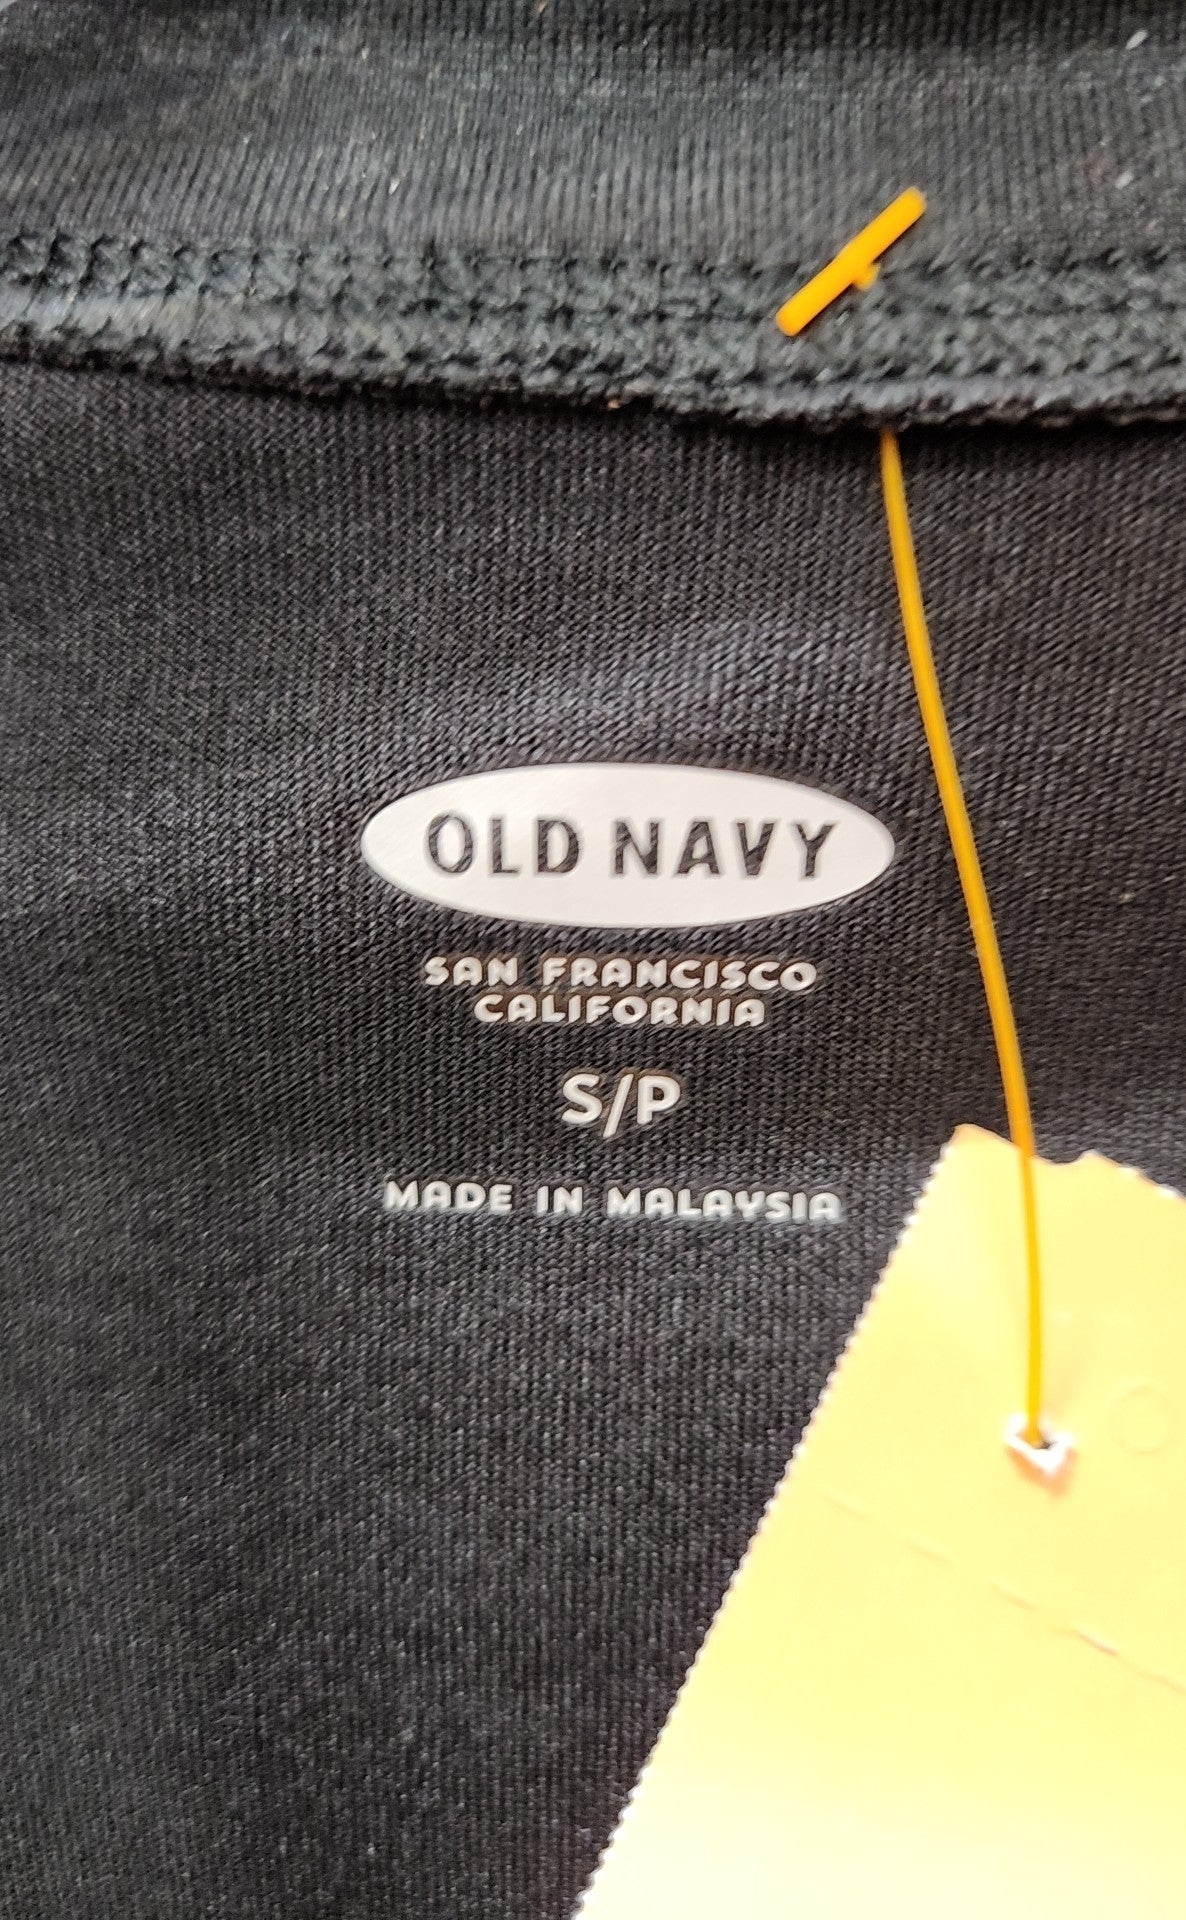 OLD NAVY
SAN FRANCISCO
CALIFORNIA
S/P
MADE IN MALAYSIA